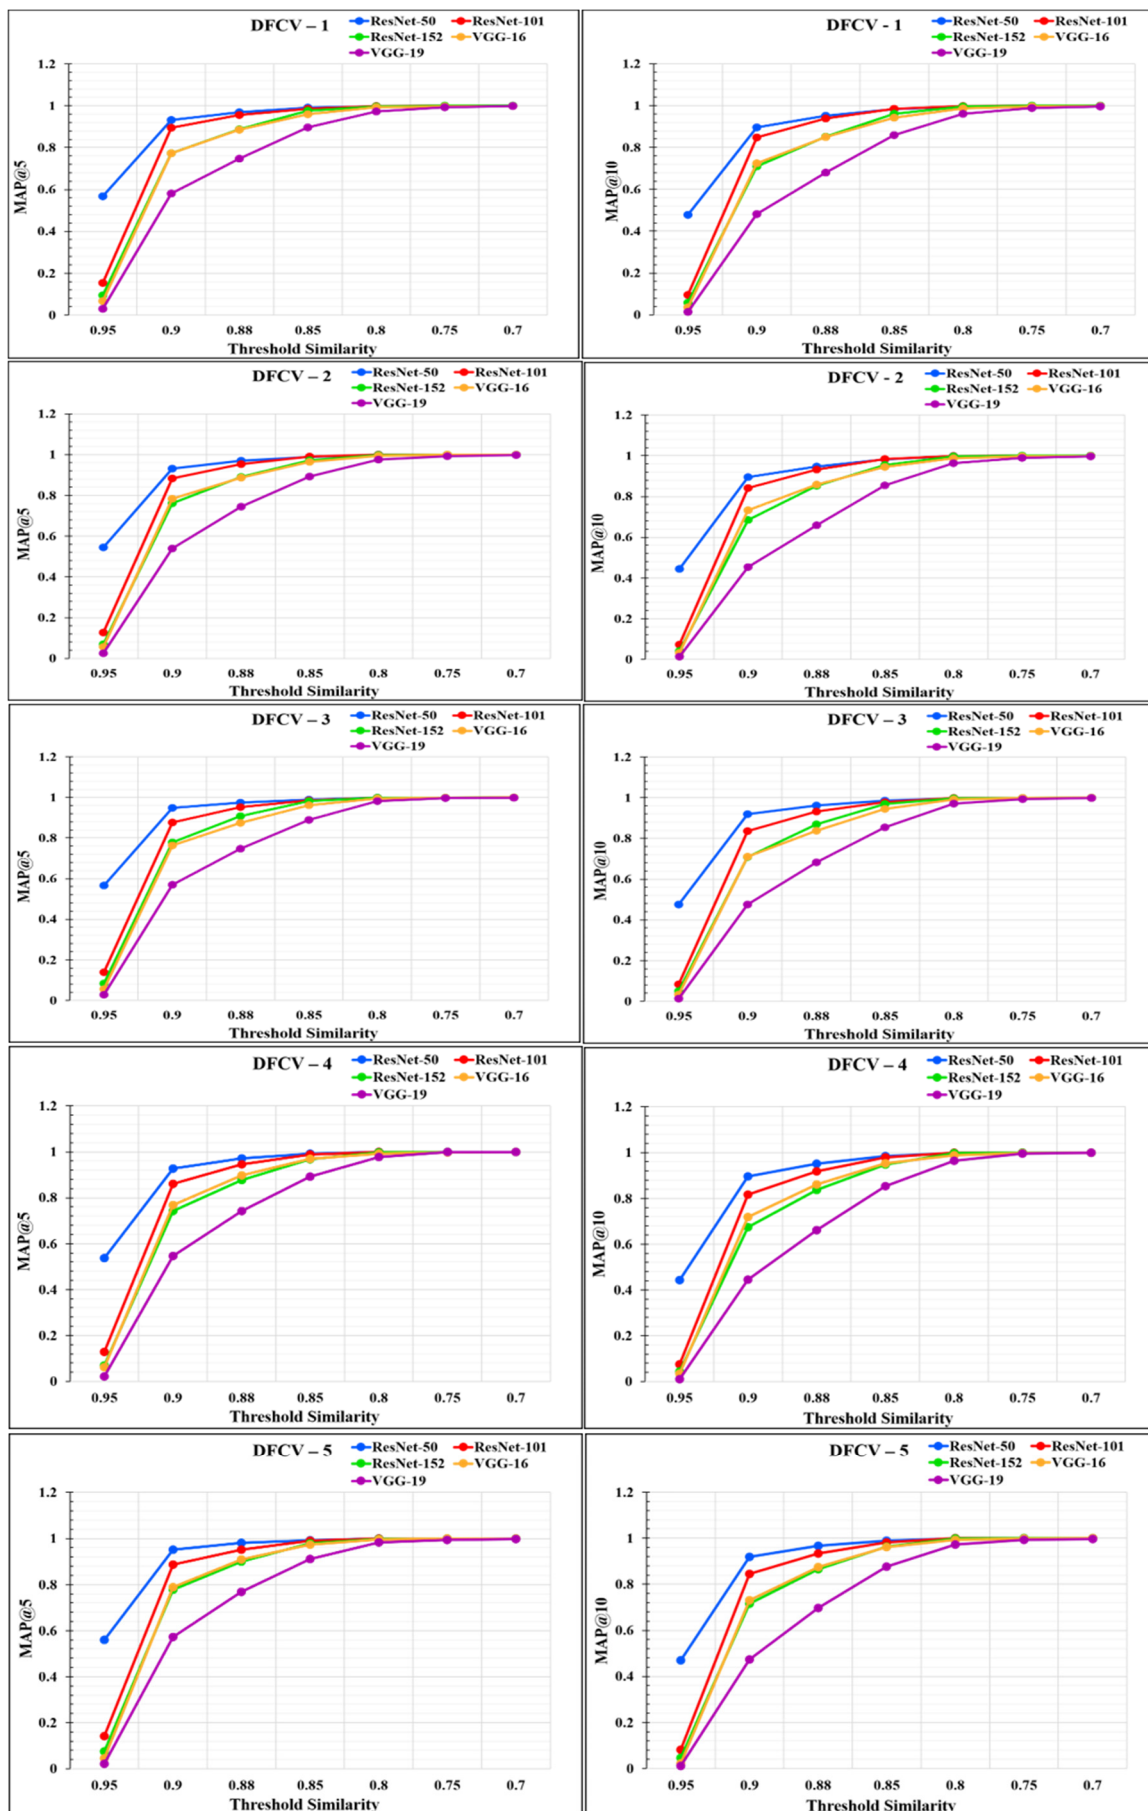 DFCV – 1
ResNet-50 ResNet-101
ResNet-152 VGG-16
VGG-19
1.2
1
0.8
0.6
0.4
0.2
0
MAP@5
0.95 0.9 0.88 0.85 0.8 0.75 0.7
Threshold Similarity
DFCV - 1
ResNet-50 ResNet-101
ResNet-152 VGG-16
VGG-19
1.2
1
0.8
0.6
0.4
0.2
0
MAP@10
0.95 0.9 0.88 0.85 0.8 0.75 0.7
Threshold Similarity
DFCV – 2
ResNet-50 ResNet-101
ResNet-152 VGG-16
VGG-19
1.2
1
0.8
0.6
0.4
0.2
0
MAP@5
0.95 0.9 0.88 0.85 0.8 0.75 0.7
Threshold Similarity
DFCV - 2
ResNet-50 ResNet-101
ResNet-152 VGG-16
VGG-19
1.2
1
0.8
0.6
0.4
0.2
0
MAP@10
0.95 0.9 0.88 0.85 0.8 0.75 0.7
Threshold Similarity
DFCV – 3
ResNet-50 ResNet-101
ResNet-152 VGG-16
VGG-19
1.2
1
0.8
0.6
0.4
0.2
0
MAP@5
0.95 0.9 0.88 0.85 0.8 0.75 0.7
Threshold Similarity
DFCV – 3
ResNet-50 ResNet-101
ResNet-152 VGG-16
VGG-19
1.2
1
0.8
0.6
0.4
0.2
0
MAP@10
0.95 0.9 0.88 0.85 0.8 0.75 0.7
Threshold Similarity
DFCV – 4
ResNet-50 ResNet-101
ResNet-152 VGG-16
VGG-19
1.2
1
0.8
0.6
0.4
0.2
0
MAP@5
0.95 0.9 0.88 0.85 0.8 0.75 0.7
Threshold Similarity
DFCV – 4
ResNet-50 ResNet-101
ResNet-152 VGG-16
VGG-19
1.2
1
0.8
0.6
0.4
0.2
0
MAP@10
0.95 0.9 0.88 0.85 0.8 0.75 0.7
Threshold Similarity
DFCV – 5
ResNet-50 ResNet-101
ResNet-152 VGG-16
VGG-19
1.2
1
0.8
0.6
0.4
0.2
0
MAP@5
0.95 0.9 0.88 0.85 0.8 0.75 0.7
Threshold Similarity
DFCV – 5
ResNet-50 ResNet-101
ResNet-152 VGG-16
VGG-19
1.2
1
0.8
0.6
0.4
0.2
0
MAP@10
0.95 0.9 0.88 0.85 0.8 0.75 0.7
Threshold Similarity